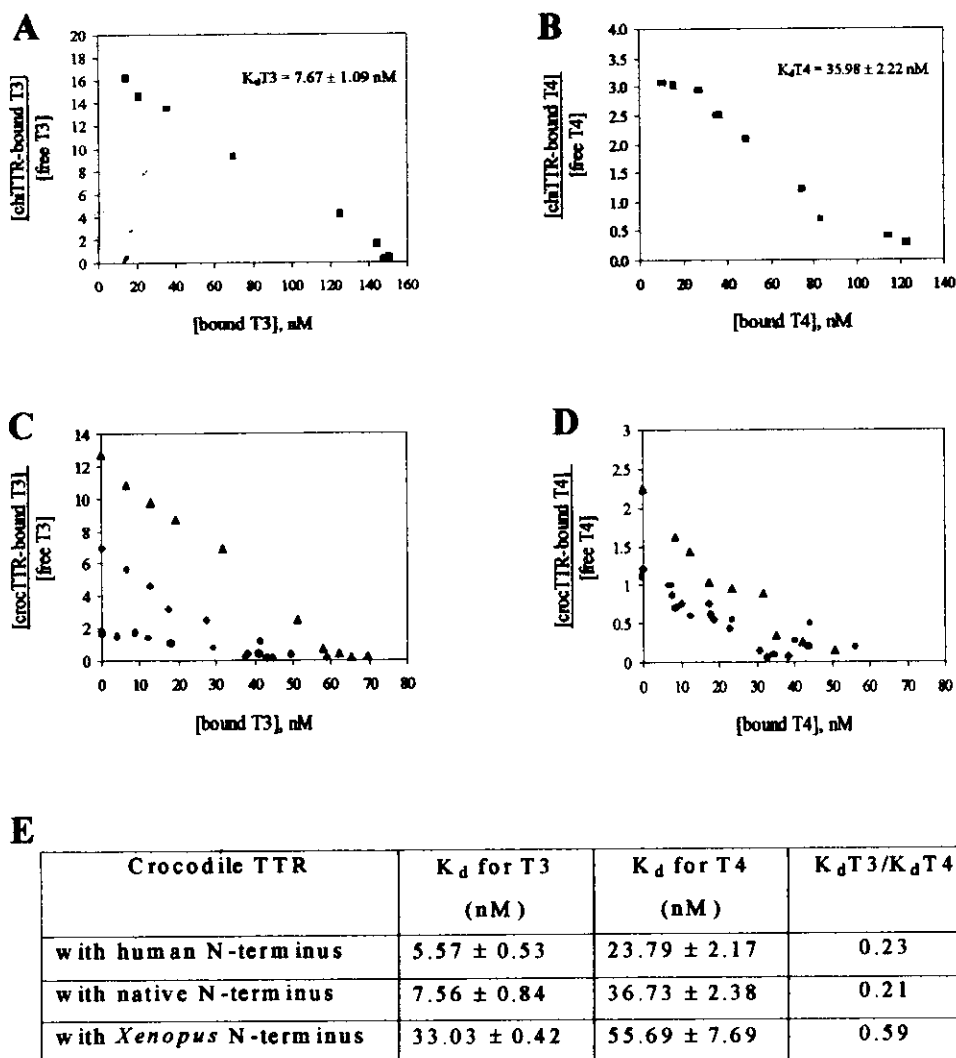 A
20
18
16
14
12
10
8
6
4
2
0
K_dT3 = 7.67 ± 1.09 nM
[chiTTR-bound T3]
[free T3]
0 20 40 60 80 100 120 140 160
[bound T3], nM
B
4.0
3.5
3.0
2.5
2.0
1.5
1.0
0.5
0.0
K_dT4 = 35.98 ± 2.22 nM
[chiTTR-bound T4]
[free T4]
0 20 40 60 80 100 120 140
[bound T4], nM
C
14
12
10
8
6
4
2
0
[crocTTR-bound T3]
[free T3]
0 10 20 30 40 50 60 70 80
[bound T3], nM
D
3
2.5
2
1.5
1
0.5
0
[crocTTR-bound T4]
[free T4]
0 10 20 30 40 50 60 70 80
[bound T4], nM
E
Crocodile TTR K_d for T3 (nM) K_d for T4 (nM) K_dT3/K_dT4
with human N-terminus 5.57 ± 0.53 23.79 ± 2.17 0.23
with native N-terminus 7.56 ± 0.84 36.73 ± 2.38 0.21
with Xenopus N-terminus 33.03 ± 0.42 55.69 ± 7.69 0.59